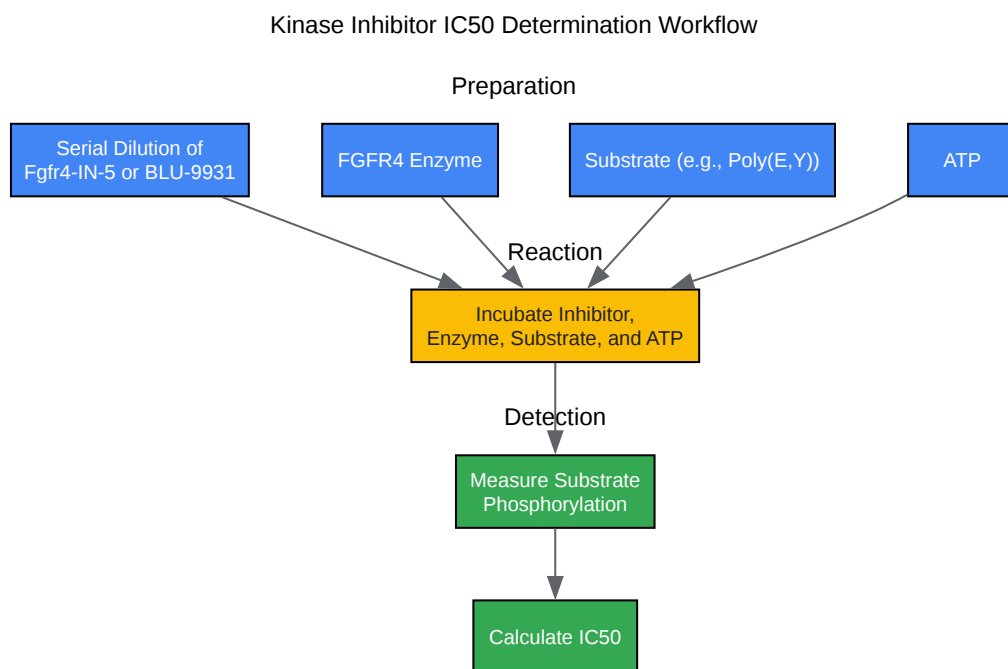 Kinase Inhibitor IC50 Determination Workflow
Preparation
Serial Dilution of
Fgfr4-IN-5 or BLU-9931
FGFR4 Enzyme
Substrate (e.g., Poly(E,Y))
ATP
Reaction
Incubate Inhibitor,
Enzyme, Substrate, and ATP
Detection
Measure Substrate
Phosphorylation
Calculate IC50